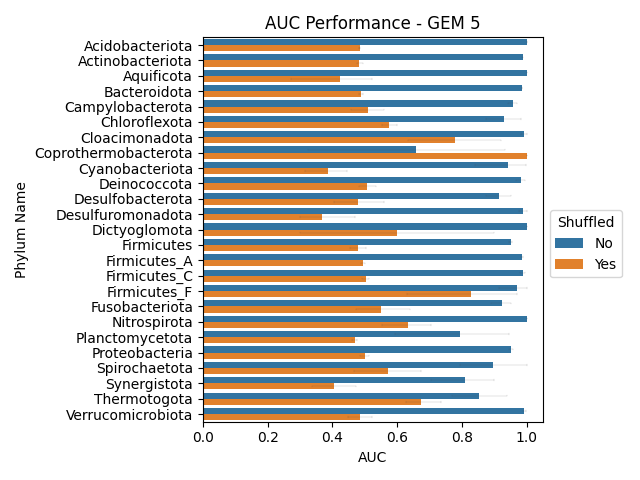 AUC Performance - GEM 5
Phylum Name
Acidobacteriota
Actinobacteriota
Aquificota
Bacteroidota
Campylobacterota
Chloroflexota
Cloacimonadota
Coprothermobacterota
Cyanobacteriota
Deinococcota
Desulfobacterota
Desulfuromonadota
Dictyoglomota
Firmicutes
Firmicutes_A
Firmicutes_C
Firmicutes_F
Fusobacteriota
Nitrospirota
Planctomycetota
Proteobacteria
Spirochaetota
Synergistota
Thermotogota
Verrucomicrobiota
Shuffled
No
Yes
0.0 0.2 0.4 0.6 0.8 1.0
AUC